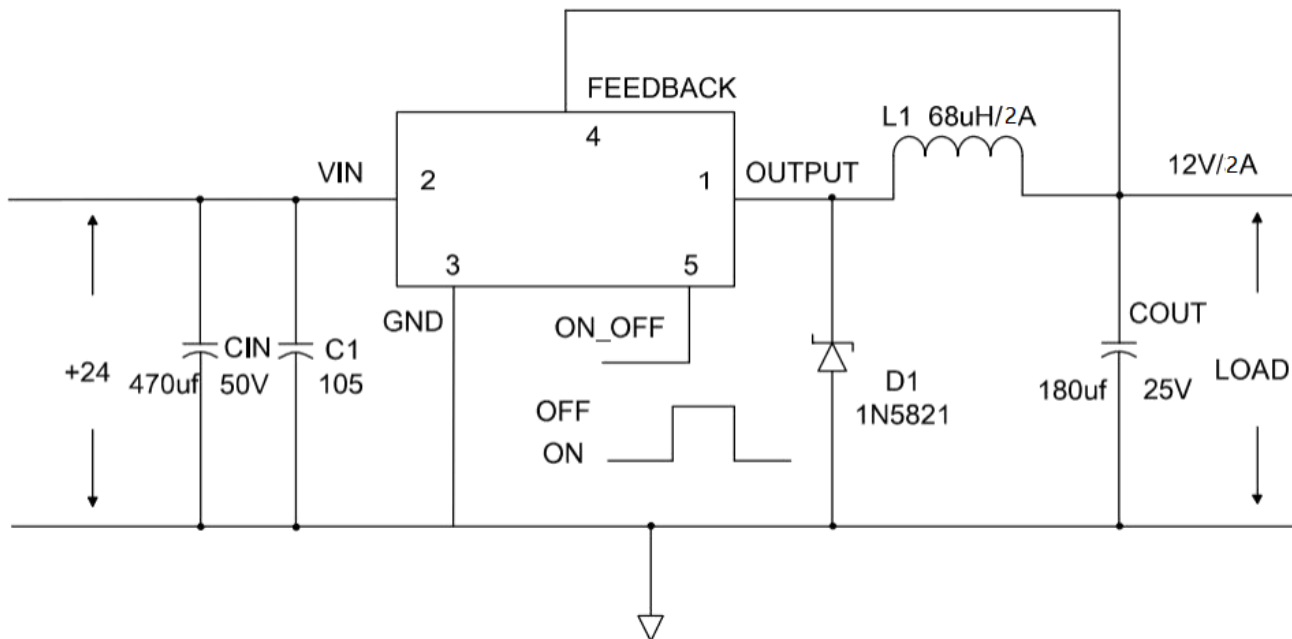 FEEDBACK
4
L1 68uH/2A
VIN
2
1
OUTPUT
12V/2A
3
5
GND
ON_OFF
+24
CIN
470uf 50V
C1
105
OFF
ON
D1
1N5821
COUT
180uf 25V
LOAD